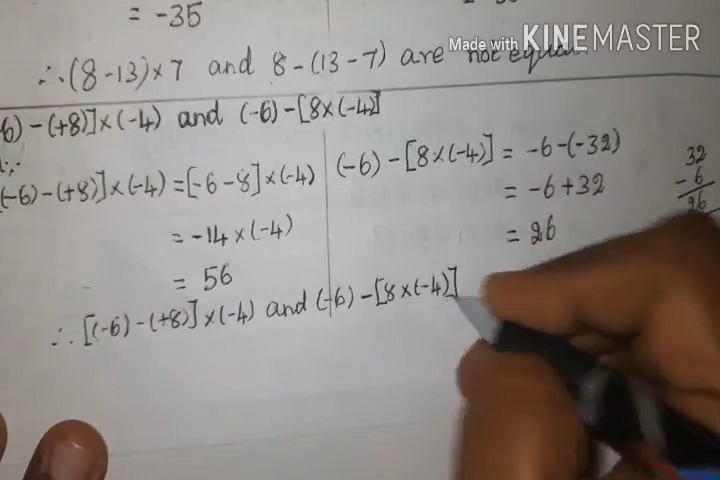 = -35
Made with KINEMASTER
∴(8-13)×7 and 8-(13-7) are not equal
6)-(+8)]×(-4) and (-6)-[8×(-4)]
(-6)-(+8)]×(-4) = [-6-8]×(-4)
= -14×(-4)
= 56
(-6)-[8×(-4)] = -6-(-32)
= -6+32
= 26
32
- 6
26
∴ [(-6)-(+8)]×(-4) and (-6)-[8×(-4)]